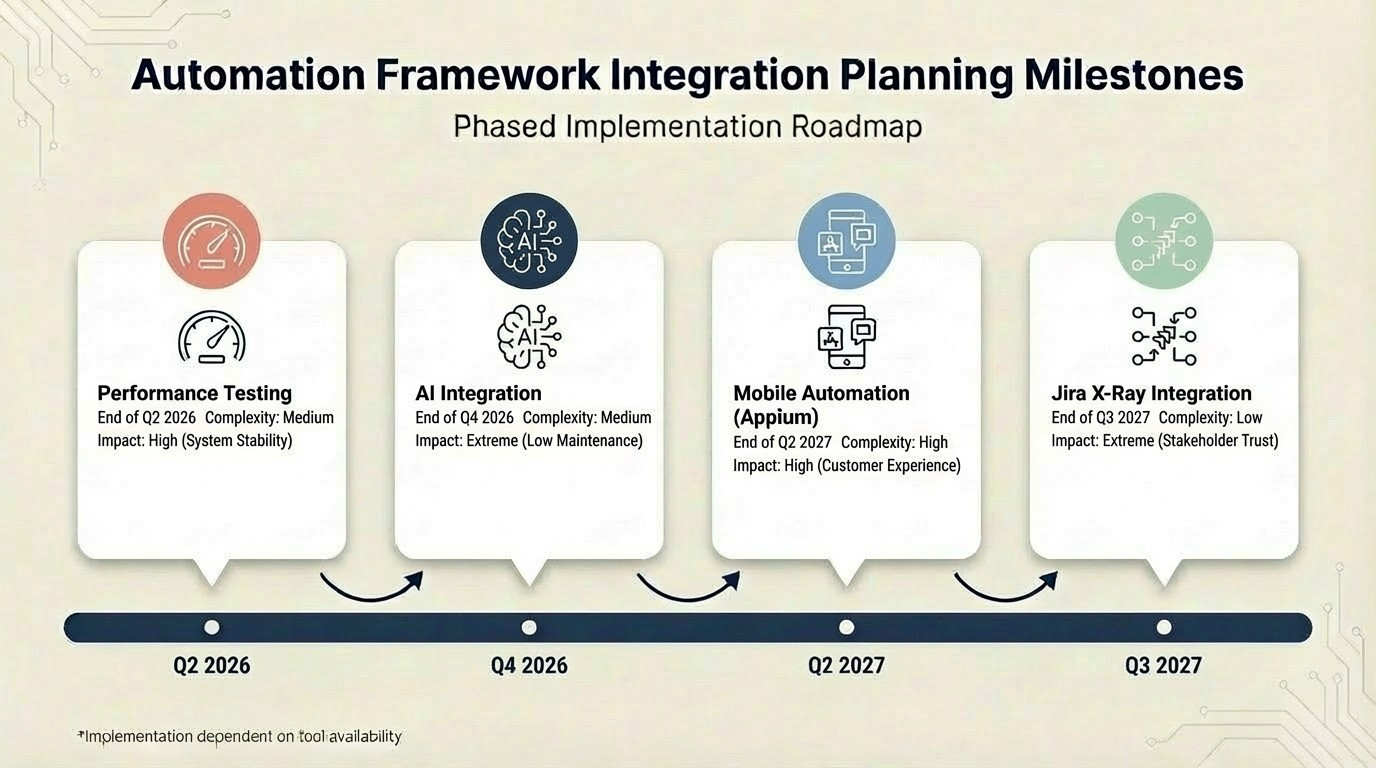 Automation Framework Integration Planning Milestones
Phased Implementation Roadmap
AI
AI
Performance Testing
End of Q2 2026 Complexity: Medium
Impact: High (System Stability)
AI Integration
End of Q4 2026 Complexity: Medium
Impact: Extreme (Low Maintenance)
Mobile Automation
(Appium)
End of Q2 2027 Complexity: High
Impact: High (Customer Experience)
Jira X-Ray Integration
End of Q3 2027 Complexity: Low
Impact: Extreme (Stakeholder Trust)
Q2 2026
Q4 2026
Q2 2027
Q3 2027
*Implementation dependent on tool availability